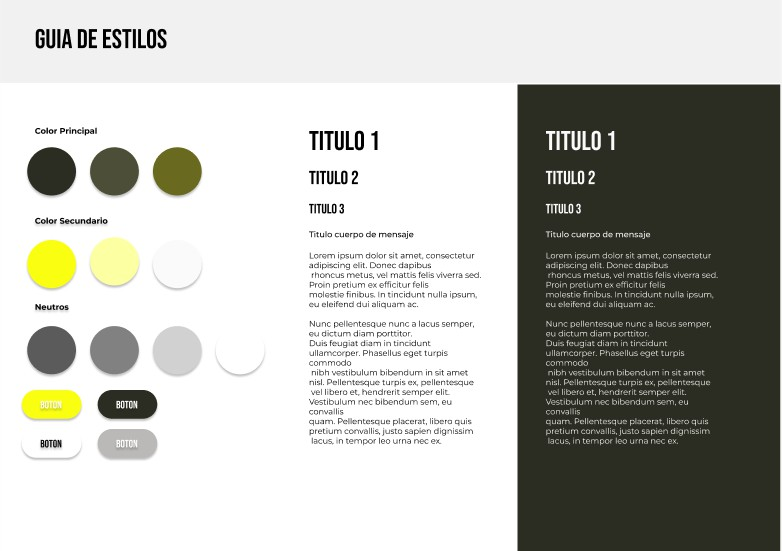 GUIA DE ESTILOS
Color Principal
Color Secundario
Neutros
BOTON
BOTON
BOTON
BOTON
TITULO 1
TITULO 2
TITULO 3
Titulo cuerpo de mensaje
Lorem ipsum dolor sit amet, consectetur
adipiscing elit. Donec dapibus
rhoncus metus, vel mattis felis viverra sed.
Proin pretium ex efficitur felis
molestie finibus. In tincidunt nulla ipsum,
eu eleifend dui aliquam ac.
Nunc pellentesque nunc a lacus semper,
eu dictum diam porttitor.
Duis feugiat diam in tincidunt
ullamcorper. Phasellus eget turpis
commodo
nibh vestibulum bibendum in sit amet
nisl. Pellentesque turpis ex, pellentesque
vel libero et, hendrerit semper elit.
Vestibulum nec bibendum sem, eu
convallis
quam. Pellentesque placerat, libero quis
pretium convallis, justo sapien dignissim
lacus, in tempor leo urna nec ex.
TITULO 1
TITULO 2
TITULO 3
Titulo cuerpo de mensaje
Lorem ipsum dolor sit amet, consectetur
adipiscing elit. Donec dapibus
rhoncus metus, vel mattis felis viverra sed.
Proin pretium ex efficitur felis
molestie finibus. In tincidunt nulla ipsum,
eu eleifend dui aliquam ac.
Nunc pellentesque nunc a lacus semper,
eu dictum diam porttitor.
Duis feugiat diam in tincidunt
ullamcorper. Phasellus eget turpis
commodo
nibh vestibulum bibendum in sit amet
nisl. Pellentesque turpis ex, pellentesque
vel libero et, hendrerit semper elit.
Vestibulum nec bibendum sem, eu
convallis
quam. Pellentesque placerat, libero quis
pretium convallis, justo sapien dignissim
lacus, in tempor leo urna nec ex.